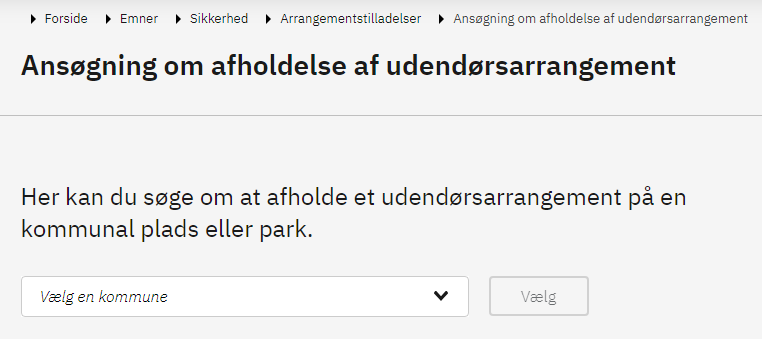 Forside Emner Sikkerhed Arrangementstilladelser Ansøgning om afholdelse af udendørsarrangement
Ansøgning om afholdelse af udendørsarrangement
Her kan du søge om at afholde et udendørsarrangement på en
kommunal plads eller park.
Vælg en kommune Vælg